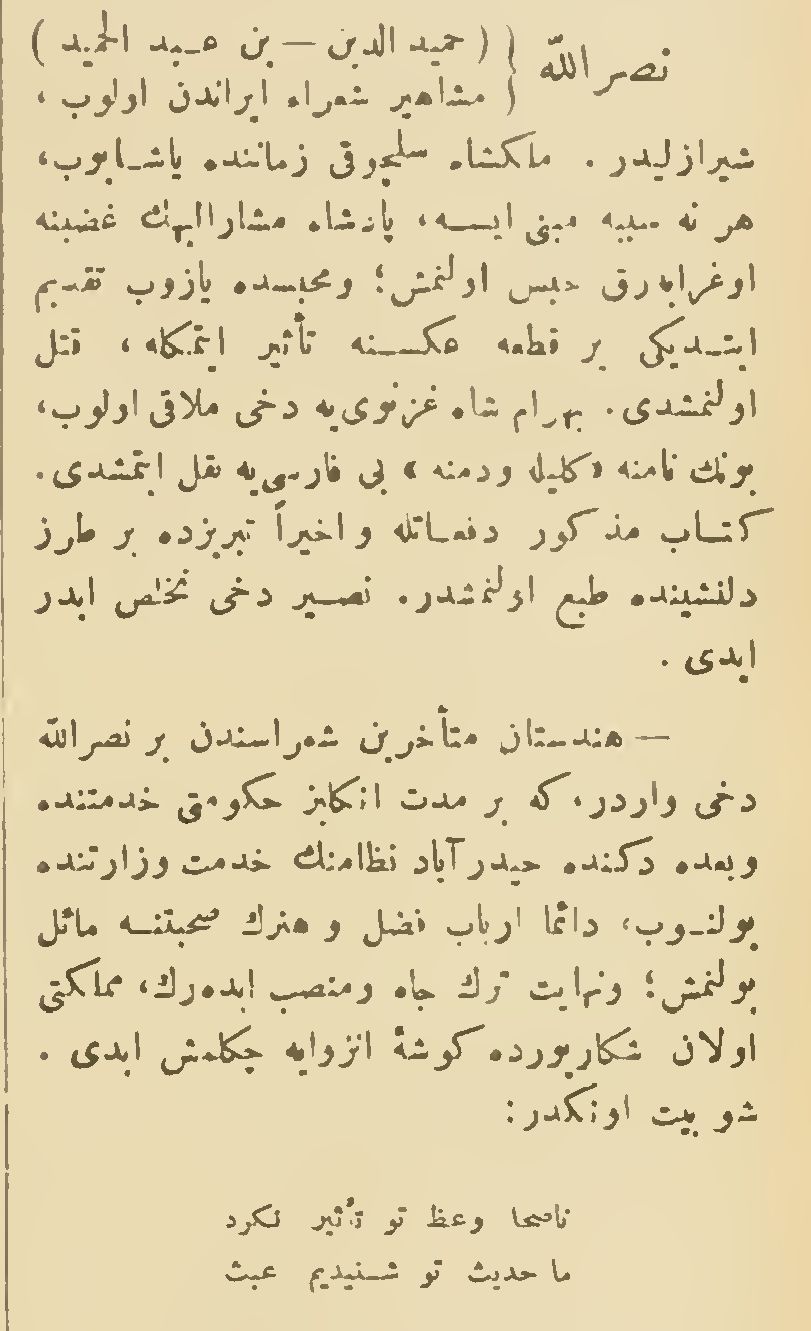 نصرالله { ( حمید الدین — بن عبد الحمید )
مشاهیر شعراء ایراندن اولوب ،
شیرازلیدر . ملکشاه سلجوقی زماننده یاشایوب،
هر نه سببه مبنی ایسه، پادشاه مشارالیهك غضبنه
اوغرایه‌رق حبس اولنمش؛ ومحبسده یازوب تقدیم
ایتدیکی بر قطعه عکسنه تأثیر ایتمکله ، قتل
اولنمشدی. بهرام شاه غزنوی‌یه دخی ملاقی اولوب،
بونك نامنه «کلیله ودمنه» یی فارسی‌یه نقل ایتمشدی.
کتاب مذکور دفعاتله واخیراً تبریزده بر طرز
دلنشینده طبع اولنمشدر. نصیر دخی تخلص ایدر
ایدی .
— هندستان متأخرین شعراسندن بر نصرالله
دخی واردر، که بر مدت انکلیز حکومتی خدمتنده
وبعده دکنده حیدرآباد نظامنك خدمت وزارتنده
بولنوب، دائما ارباب فضل و هنرك صحبتنه مائل
بولنمش؛ ونهایت ترك جاه ومنصب ایده‌رك، مملکتی
اولان شکارپورده کوشهٔ انزوایه چکلمش ایدی .
شو بیت اونکدر:
ناصحا وعظ تو تأثیر نکرد
ما حدیث تو شنیدیم عبث